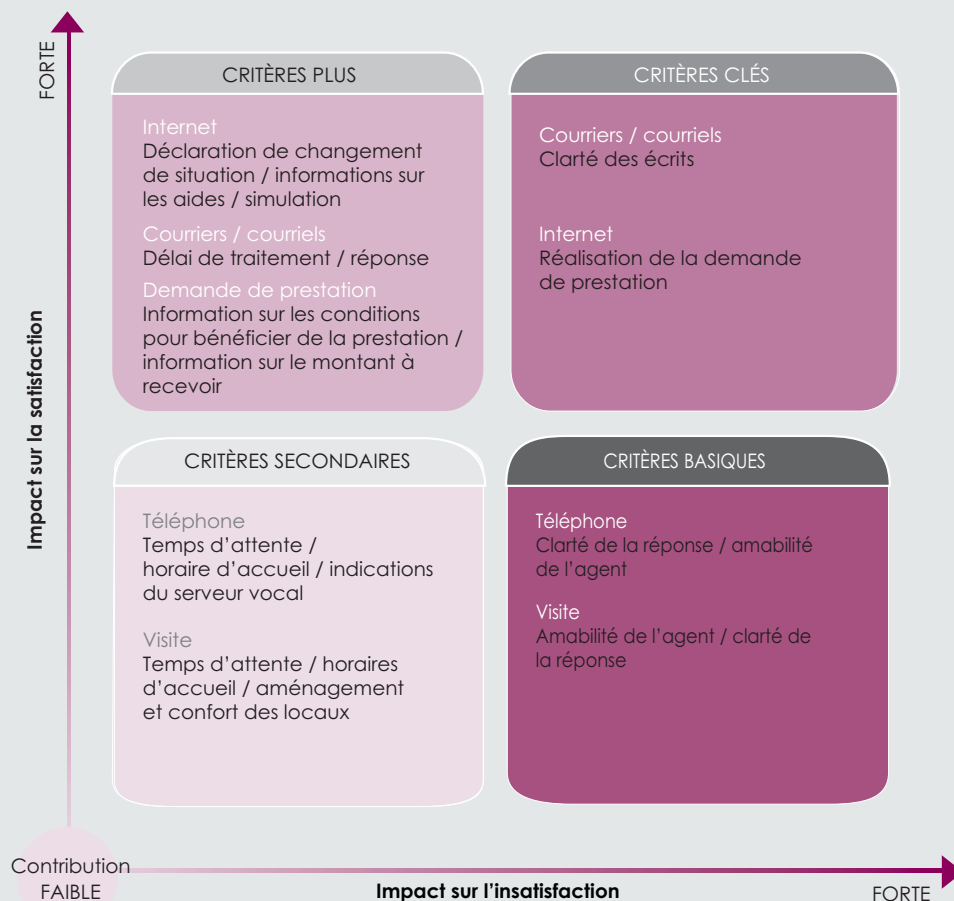 FORTE
Impact sur la satisfaction
CRITÈRES PLUS
Internet
Déclaration de changement
de situation / informations sur
les aides / simulation
Courriers / courriels
Délai de traitement / réponse
Demande de prestation
Information sur les conditions
pour bénéficier de la prestation /
information sur le montant à
recevoir
CRITÈRES CLÉS
Courriers / courriels
Clarté des écrits
Internet
Réalisation de la demande
de prestation
CRITÈRES SECONDAIRES
Téléphone
Temps d’attente /
horaire d’accueil / indications
du serveur vocal
Visite
Temps d’attente / horaires
d’accueil / aménagement
et confort des locaux
CRITÈRES BASIQUES
Téléphone
Clarté de la réponse / amabilité
de l’agent
Visite
Amabilité de l’agent / clarté de
la réponse
Contribution
FAIBLE
Impact sur l’insatisfaction
FORTE